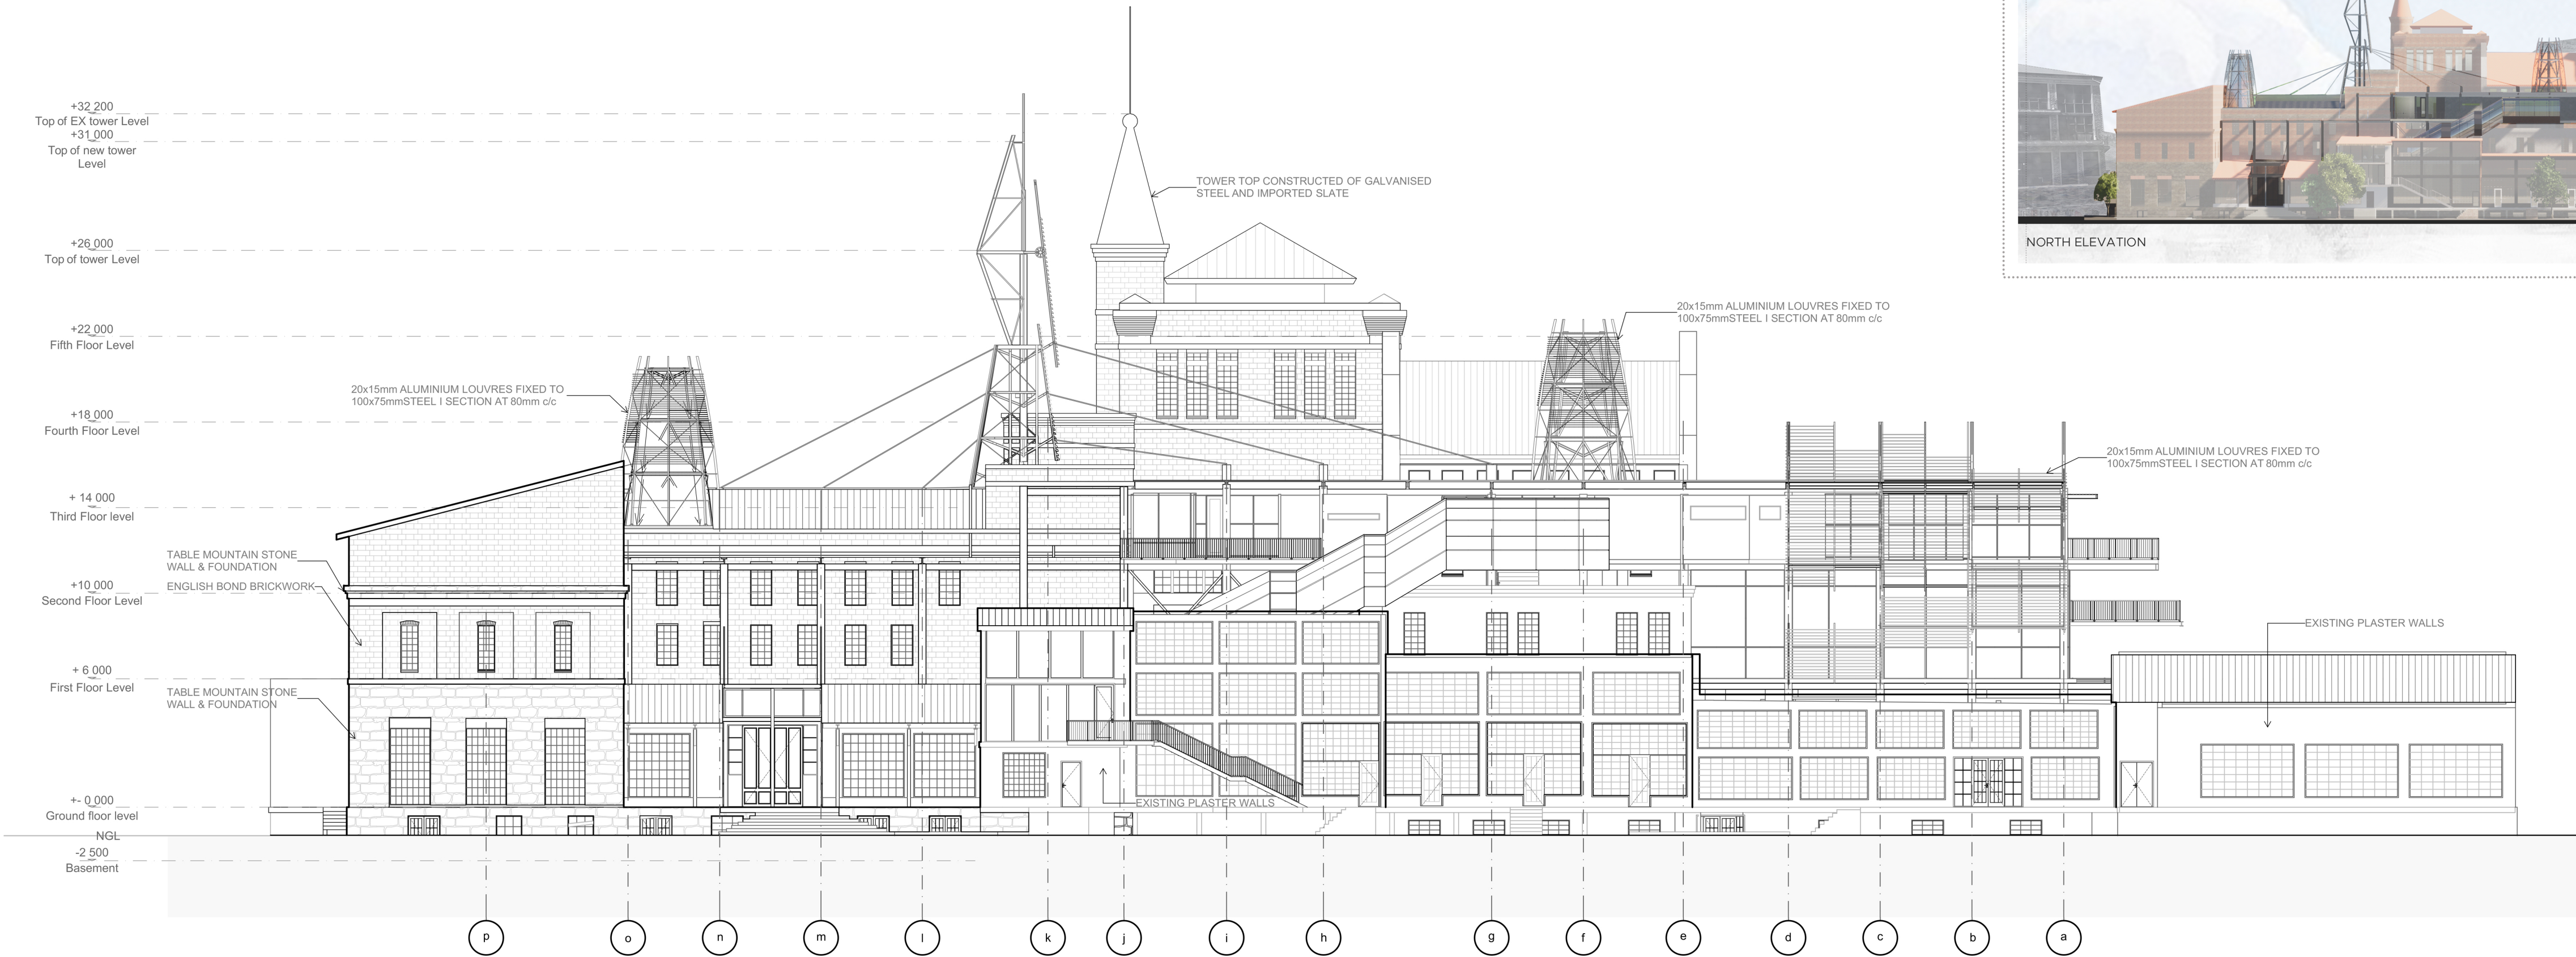 +32 200
Top of EX tower Level
+31 000
Top of new tower
Level
+26 000
Top of tower Level
+22 000
Fifth Floor Level
+18 000
Fourth Floor Level
+ 14 000
Third Floor level
+10 000
Second Floor Level
+ 6 000
First Floor Level
+- 0 000
Ground floor level
NGL
-2 500
Basement
TOWER TOP CONSTRUCTED OF GALVANISED
STEEL AND IMPORTED SLATE
20x15mm ALUMINIUM LOUVRES FIXED TO
100x75mmSTEEL I SECTION AT 80mm c/c
20x15mm ALUMINIUM LOUVRES FIXED TO
100x75mmSTEEL I SECTION AT 80mm c/c
20x15mm ALUMINIUM LOUVRES FIXED TO
100x75mmSTEEL I SECTION AT 80mm c/c
TABLE MOUNTAIN STONE
WALL & FOUNDATION
ENGLISH BOND BRICKWORK
TABLE MOUNTAIN STONE
WALL & FOUNDATION
EXISTING PLASTER WALLS
EXISTING PLASTER WALLS
NORTH ELEVATION
p
o
n
m
l
k
j
i
h
g
f
e
d
c
b
a